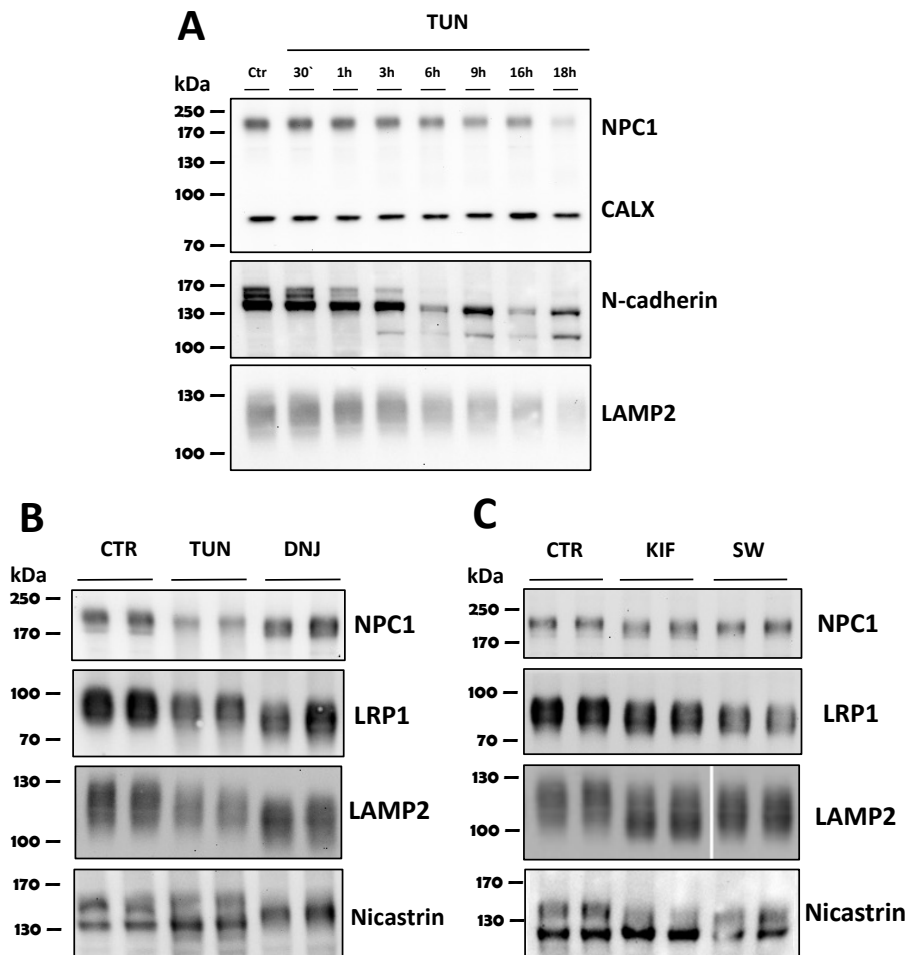 A
TUN
Ctr 30` 1h 3h 6h 9h 16h 18h
kDa
250
170
130
100
70
NPC1
CALX
170
130
100
N-cadherin
130
100
LAMP2
B
CTR TUN DNJ
kDa
250
170
NPC1
100
70
LRP1
130
100
LAMP2
170
130
Nicastrin
C
CTR KIF SW
kDa
250
170
NPC1
100
70
LRP1
130
100
LAMP2
170
130
Nicastrin